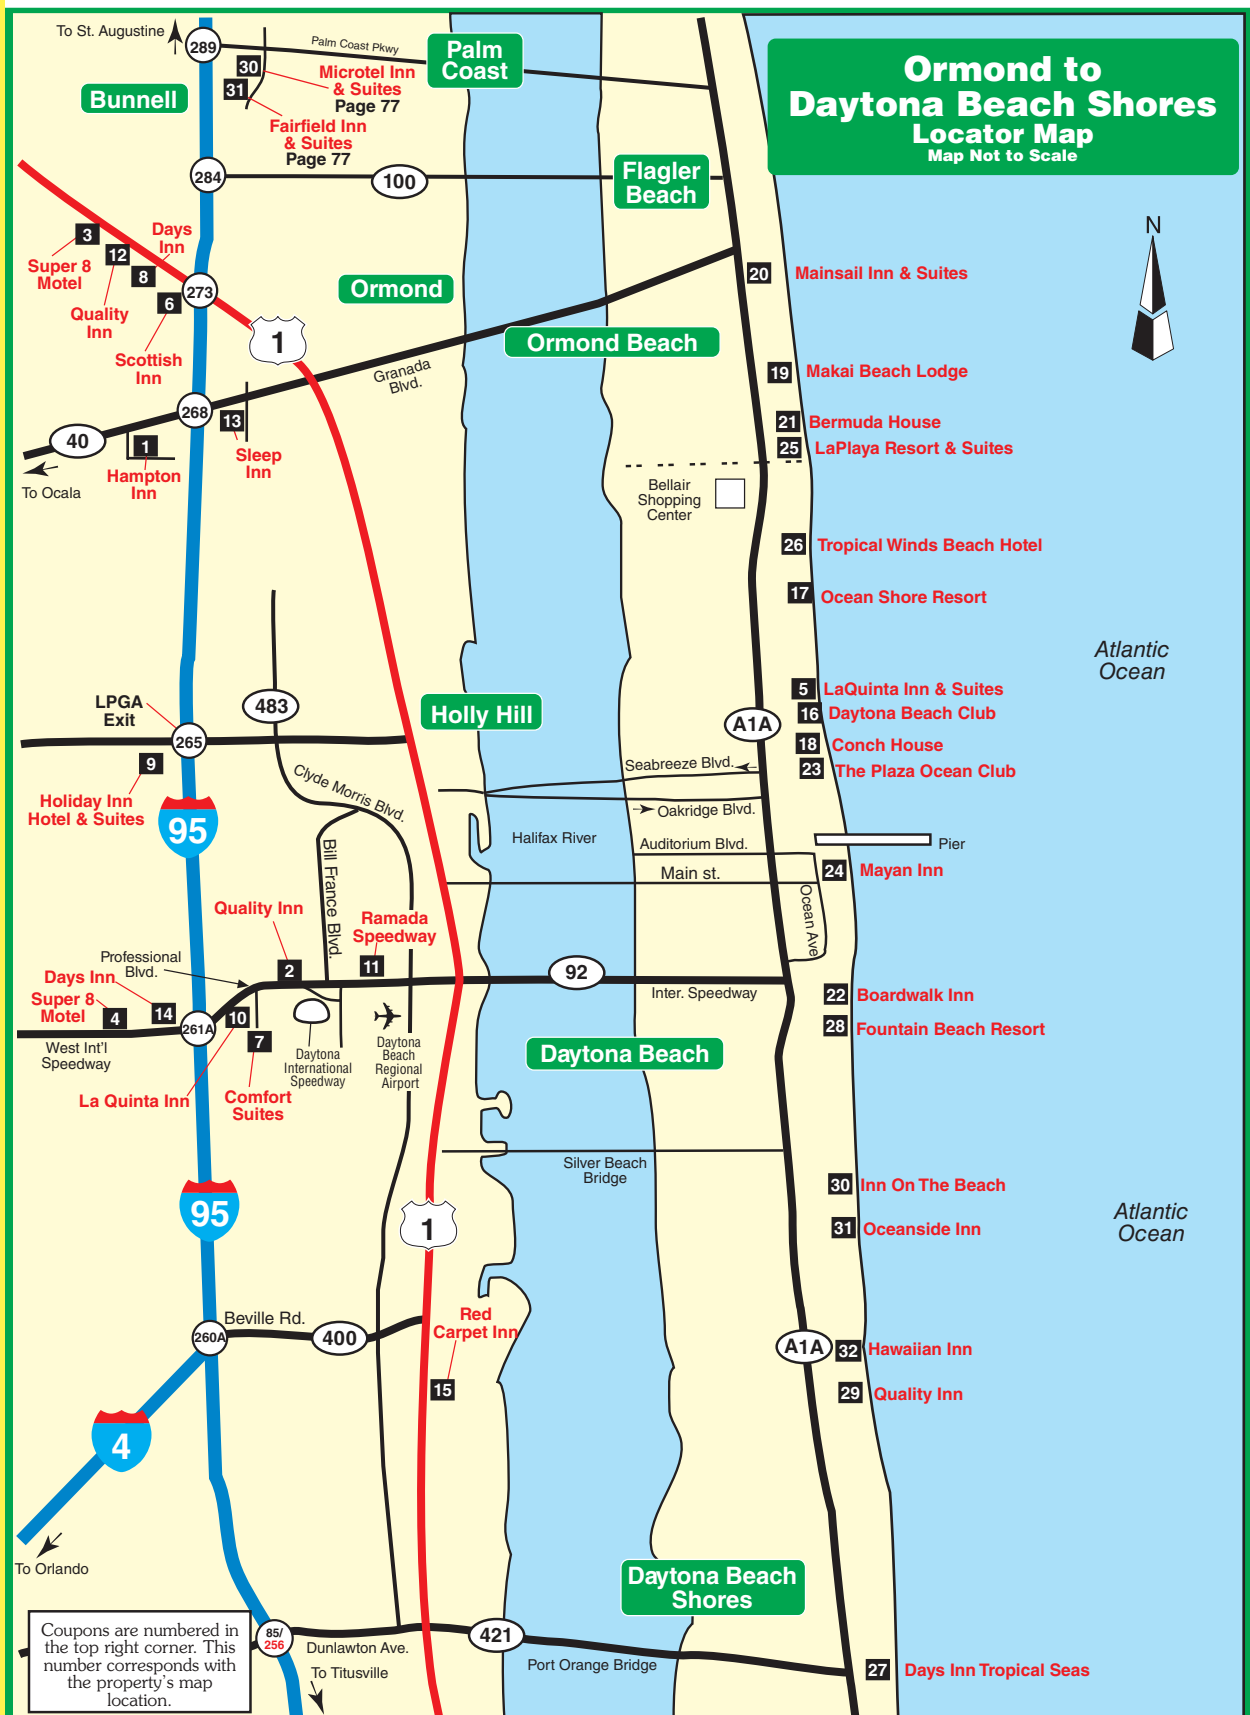 To St. Augustine
289
Palm Coast Pkwy
Palm
Coast
Ormond to
Daytona Beach Shores
Locator Map
Map Not to Scale
30
31
Microtel Inn
& Suites
Page 77
Bunnell
Fairfield Inn
& Suites
Page 77
284
100
Flagler
Beach
N
3
Super 8
Motel
12
Quality
Inn
Days
Inn
8
6
Scottish
Inn
273
Ormond
20
Mainsail Inn & Suites
1
Ormond Beach
Granada
Blvd.
19
Makai Beach Lodge
268
13
Sleep
Inn
40
1
Hampton
Inn
To Ocala
21
Bermuda House
25
LaPlaya Resort & Suites
Bellair
Shopping
Center
26
Tropical Winds Beach Hotel
17
Ocean Shore Resort
Atlantic
Ocean
LPGA
Exit
483
Holly Hill
5
LaQuinta Inn & Suites
16
Daytona Beach Club
A1A
265
18
Conch House
9
Holiday Inn
Hotel & Suites
Clyde Morris Blvd.
Seabreeze Blvd.
23
The Plaza Ocean Club
Oakridge Blvd.
95
Halifax River
Auditorium Blvd.
Pier
Bill France Blvd.
Main st.
24
Mayan Inn
Ocean Ave
Quality Inn
Ramada
Speedway
Professional
Blvd.
2
11
92
Days Inn
Super 8
Motel
4
14
Inter. Speedway
22
Boardwalk Inn
261A
10
7
28
Fountain Beach Resort
West Int'l
Speedway
Daytona
International
Speedway
Daytona
Beach
Regional
Airport
Daytona Beach
La Quinta Inn
Comfort
Suites
Silver Beach
Bridge
30
Inn On The Beach
95
1
31
Oceanside Inn
Atlantic
Ocean
Beville Rd.
260A
400
Red
Carpet Inn
A1A
32
Hawaiian Inn
15
29
Quality Inn
4
To Orlando
Daytona Beach
Shores
Coupons are numbered in
the top right corner. This
number corresponds with
the property's map
location.
85/
256
Dunlawton Ave.
421
Port Orange Bridge
To Titusville
27
Days Inn Tropical Seas